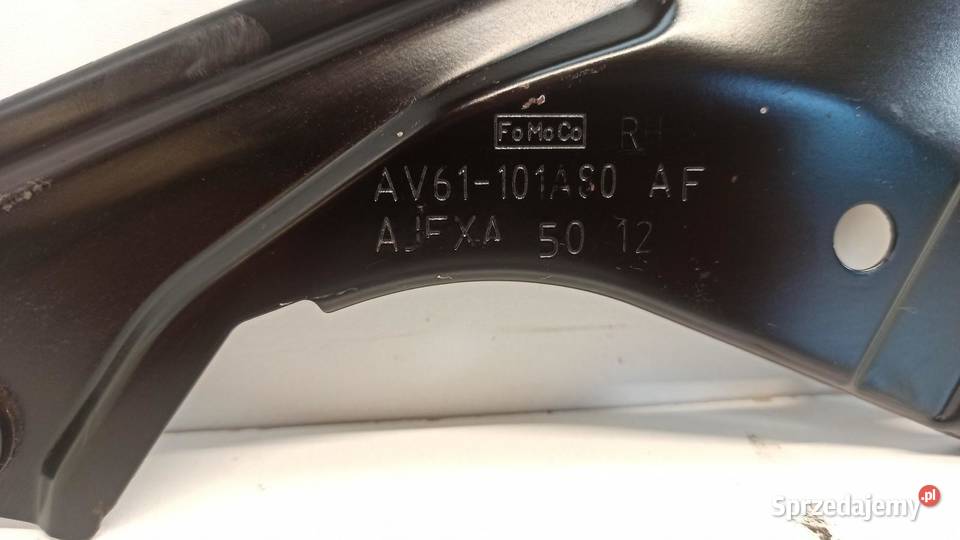 FoMoCo RH
AV61-101A80 AF
AJFXA 50 12
Sprzedajemy.pl